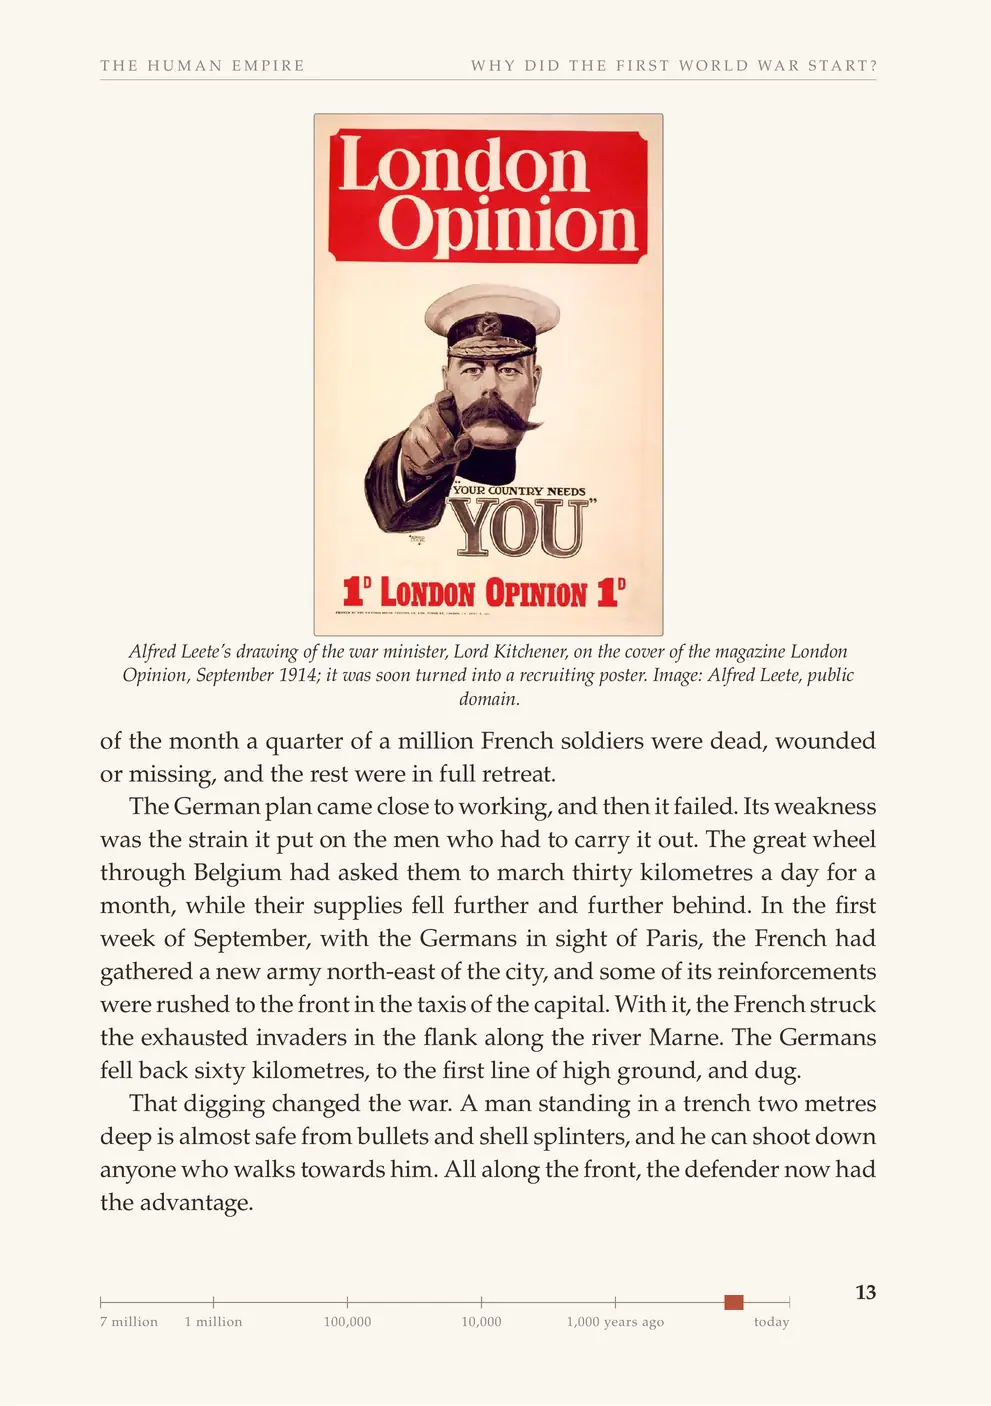 THE HUMAN EMPIRE
WHY DID THE FIRST WORLD WAR START?
London
Opinion
"YOUR COUNTRY NEEDS
YOU"
1D LONDON OPINION 1D
Alfred Leete's drawing of the war minister, Lord Kitchener, on the cover of the magazine London
Opinion, September 1914; it was soon turned into a recruiting poster. Image: Alfred Leete, public
domain.
of the month a quarter of a million French soldiers were dead, wounded
or missing, and the rest were in full retreat.
The German plan came close to working, and then it failed. Its weakness
was the strain it put on the men who had to carry it out. The great wheel
through Belgium had asked them to march thirty kilometres a day for a
month, while their supplies fell further and further behind. In the first
week of September, with the Germans in sight of Paris, the French had
gathered a new army north-east of the city, and some of its reinforcements
were rushed to the front in the taxis of the capital. With it, the French struck
the exhausted invaders in the flank along the river Marne. The Germans
fell back sixty kilometres, to the first line of high ground, and dug.
That digging changed the war. A man standing in a trench two metres
deep is almost safe from bullets and shell splinters, and he can shoot down
anyone who walks towards him. All along the front, the defender now had
the advantage.
13
7 million 1 million 100,000 10,000 1,000 years ago today